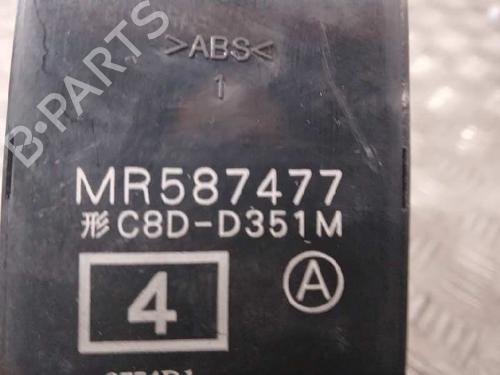 >ABS<
1
MR587477
形 C8D-D351M
4
A
B-PARTS